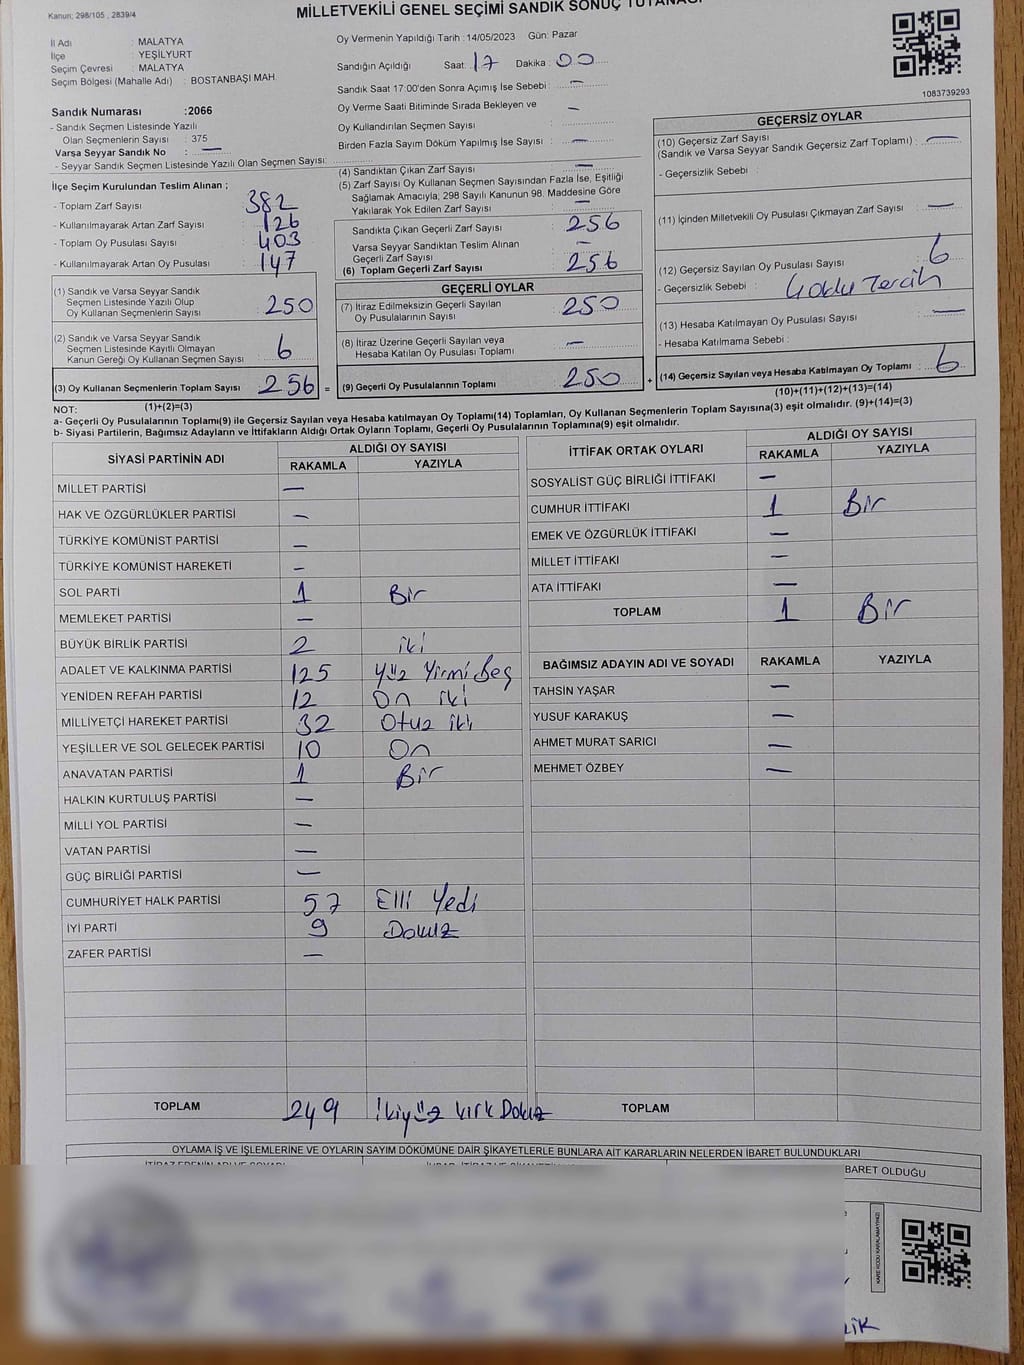 Kanun; 298/105 , 2839/4
MİLLETVEKİLİ GENEL SEÇİMİ SANDIK SONUÇ TUTANAĞI
İl Adı : MALATYA
İlçe : YEŞİLYURT
Seçim Çevresi : MALATYA
Seçim Bölgesi (Mahalle Adı) : BOSTANBAŞI MAH.
Sandık Numarası :2066
- Sandık Seçmen Listesinde Yazılı
Olan Seçmenlerin Sayısı : 375
Varsa Seyyar Sandık No : —
- Seyyar Sandık Seçmen Listesinde Yazılı Olan Seçmen Sayısı:
Oy Vermenin Yapıldığı Tarih :14/05/2023 Gün: Pazar
Sandığın Açıldığı Saat: 17 Dakika : 00
Sandık Saat 17:00'den Sonra Açımış İse Sebebi : —
Oy Verme Saati Bitiminde Sırada Bekleyen ve
Oy Kullandırılan Seçmen Sayısı : —
Birden Fazla Sayım Döküm Yapılmış İse Sayısı : —
1083739293
İlçe Seçim Kurulundan Teslim Alınan ;
- Toplam Zarf Sayısı : 382
- Kullanılmayarak Artan Zarf Sayısı : 126
- Toplam Oy Pusulası Sayısı : 403
- Kullanılmayarak Artan Oy Pusulası : 147
(4) Sandıktan Çıkan Zarf Sayısı : —
(5) Zarf Sayısı Oy Kullanan Seçmen Sayısından Fazla İse, Eşitliği
Sağlamak Amacıyla, 298 Sayılı Kanunun 98. Maddesine Göre
Yakılarak Yok Edilen Zarf Sayısı : —
Sandıkta Çıkan Geçerli Zarf Sayısı : 256
Varsa Seyyar Sandıktan Teslim Alınan
Geçerli Zarf Sayısı : —
(6) Toplam Geçerli Zarf Sayısı : 256
GEÇERSİZ OYLAR
(10) Geçersiz Zarf Sayısı
(Sandık ve Varsa Seyyar Sandık Geçersiz Zarf Toplamı) : —
- Geçersizlik Sebebi :
(11) İçinden Milletvekili Oy Pusulası Çıkmayan Zarf Sayısı : —
(12) Geçersiz Sayılan Oy Pusulası Sayısı : 6
- Geçersizlik Sebebi : Çoklu Tercih
(13) Hesaba Katılmayan Oy Pusulası Sayısı : —
- Hesaba Katılmama Sebebi :
(14) Geçersiz Sayılan veya Hesaba Katılmayan Oy Toplamı : 6
(10)+(11)+(12)+(13)=(14)
(1) Sandık ve Varsa Seyyar Sandık
Seçmen Listesinde Yazılı Olup
Oy Kullanan Seçmenlerin Sayısı : 250
(2) Sandık ve Varsa Seyyar Sandık
Seçmen Listesinde Kayıtlı Olmayan
Kanun Gereği Oy Kullanan Seçmen Sayısı : 6
(3) Oy Kullanan Seçmenlerin Toplam Sayısı : 256 =
(1)+(2)=(3)
GEÇERLİ OYLAR
(7) İtiraz Edilmeksizin Geçerli Sayılan
Oy Pusulalarının Sayısı : 250
(8) İtiraz Üzerine Geçerli Sayılan veya
Hesaba Katılan Oy Pusulası Toplamı : —
(9) Geçerli Oy Pusulalarının Toplamı : 250 +
NOT:
a- Geçerli Oy Pusulalarının Toplamı(9) ile Geçersiz Sayılan veya Hesaba katılmayan Oy Toplamı(14) Toplamları, Oy Kullanan Seçmenlerin Toplam Sayısına(3) eşit olmalıdır. (9)+(14)=(3)
b- Siyasi Partilerin, Bağımsız Adayların ve İttifakların Aldığı Ortak Oyların Toplamı, Geçerli Oy Pusulalarının Toplamına(9) eşit olmalıdır.
SİYASİ PARTİNİN ADI ALDIĞI OY SAYISI
RAKAMLA YAZIYLA
MİLLET PARTİSİ —
HAK VE ÖZGÜRLÜKLER PARTİSİ —
TÜRKİYE KOMÜNİST PARTİSİ —
TÜRKİYE KOMÜNİST HAREKETİ —
SOL PARTİ 1 Bir
MEMLEKET PARTİSİ —
BÜYÜK BİRLİK PARTİSİ 2 iki
ADALET VE KALKINMA PARTİSİ 125 Yüz Yirmi Beş
YENİDEN REFAH PARTİSİ 12 On iki
MİLLİYETÇİ HAREKET PARTİSİ 32 Otuz iki
YEŞİLLER VE SOL GELECEK PARTİSİ 10 On
ANAVATAN PARTİSİ 1 Bir
HALKIN KURTULUŞ PARTİSİ —
MİLLİ YOL PARTİSİ —
VATAN PARTİSİ —
GÜÇ BİRLİĞİ PARTİSİ —
CUMHURİYET HALK PARTİSİ 57 Elli Yedi
İYİ PARTİ 9 Dokuz
ZAFER PARTİSİ —
TOPLAM 249 İkiyüz kırk Dokuz
İTTİFAK ORTAK OYLARI ALDIĞI OY SAYISI
RAKAMLA YAZIYLA
SOSYALİST GÜÇ BİRLİĞİ İTTİFAKI —
CUMHUR İTTİFAKI 1 Bir
EMEK VE ÖZGÜRLÜK İTTİFAKI —
MİLLET İTTİFAKI —
ATA İTTİFAKI —
TOPLAM 1 Bir
BAĞIMSIZ ADAYIN ADI VE SOYADI RAKAMLA YAZIYLA
TAHSİN YAŞAR —
YUSUF KARAKUŞ —
AHMET MURAT SARICI —
MEHMET ÖZBEY —
TOPLAM
OYLAMA İŞ VE İŞLEMLERİNE VE OYLARIN SAYIM DÖKÜMÜNE DAİR ŞİKAYETLERLE BUNLARA AİT KARARLARIN NELERDEN İBARET BULUNDUKLARI
BARET OLDUĞU
KARE KODU KARALAMAYINIZ